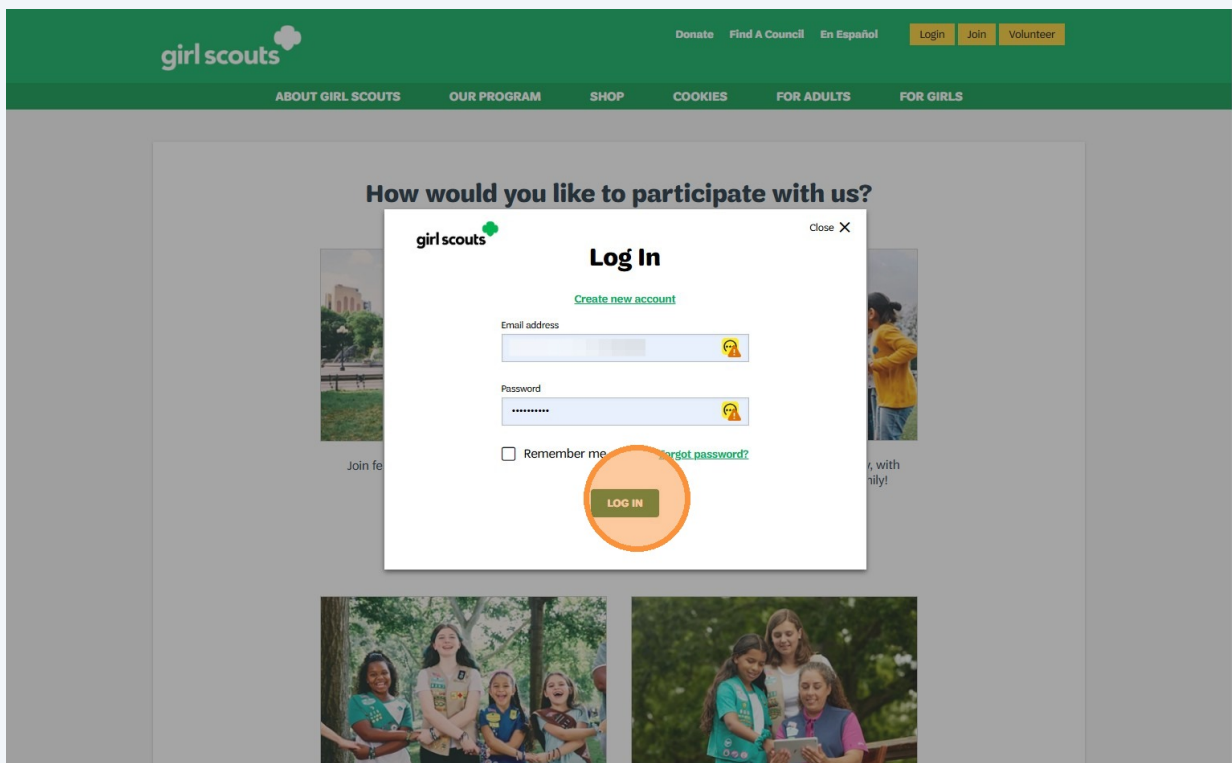 girl scouts
Donate Find A Council En Español Login Join Volunteer
ABOUT GIRL SCOUTS OUR PROGRAM SHOP COOKIES FOR ADULTS FOR GIRLS
How would you like to participate with us?
girl scouts
Close X
Log In
Create new account
Email address
Password
••••••••••
Remember me Forgot password?
LOG IN
Join fe
, with
nily!